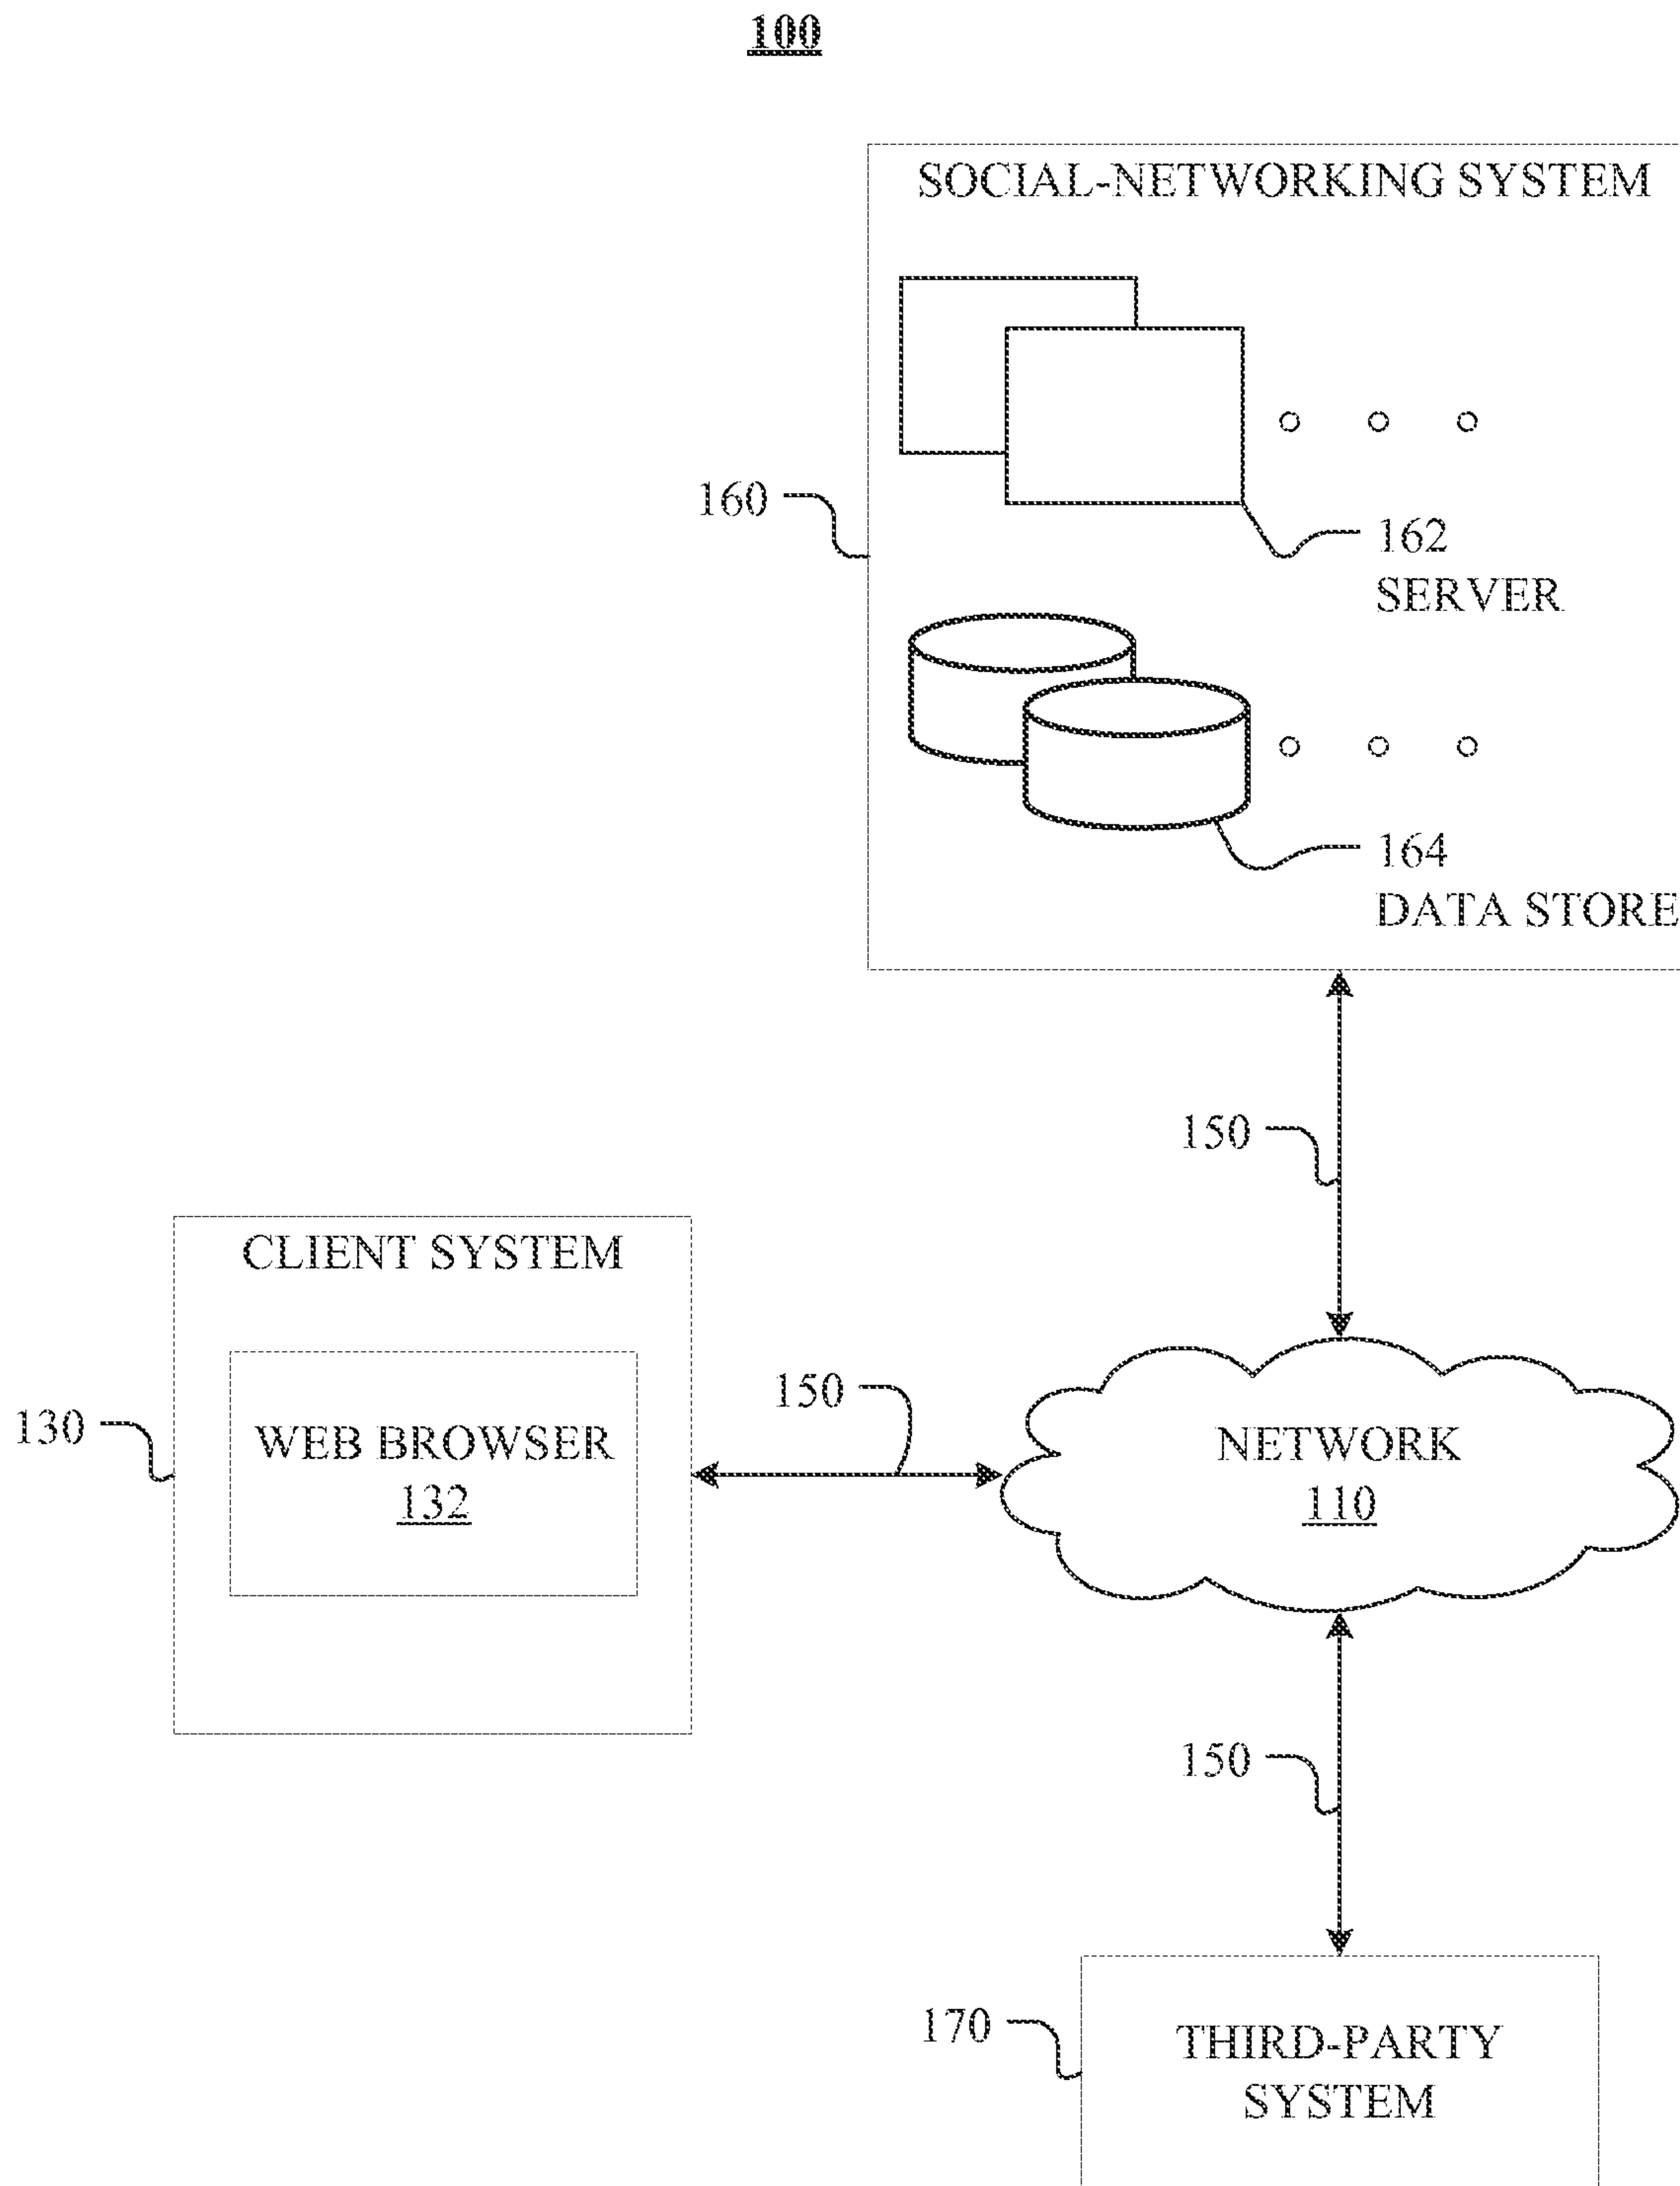 100
SOCIAL-NETWORKING SYSTEM
160
162
SERVER
164
DATA STORE
150
CLIENT SYSTEM
130
WEB BROWSER
132
150
NETWORK
110
150
170
THIRD-PARTY
SYSTEM